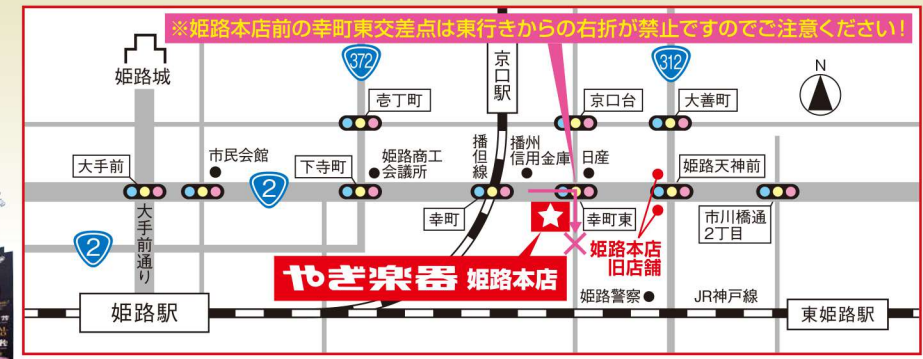 ※姫路本店前の幸町東交差点は東行きからの右折が禁止ですのでご注意ください!
姫路城
372
京口駅
312
N
壱丁町
京口台
大善町
大手前
市民会館
下寺町
姫路商工
会議所
播但線
播州
信用金庫
日産
姫路天神前
2
幸町
幸町東
市川橋通
2丁目
2
大手前通り
姫路本店
旧店舗
やぎ楽器 姫路本店
姫路警察
JR神戸線
姫路駅
東姫路駅